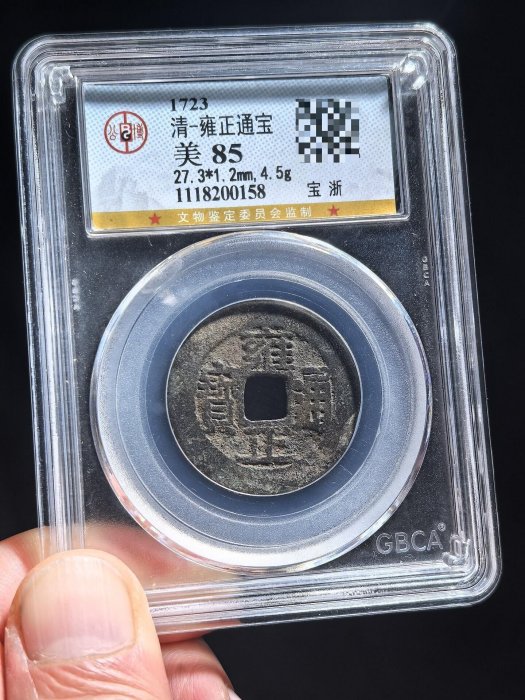 1723
清-雍正通宝
美 85
27.3*1.2mm,4.5g
1118200158 宝 浙
文物鉴定委员会监制
GBCA
雍正通寶
GBCA®